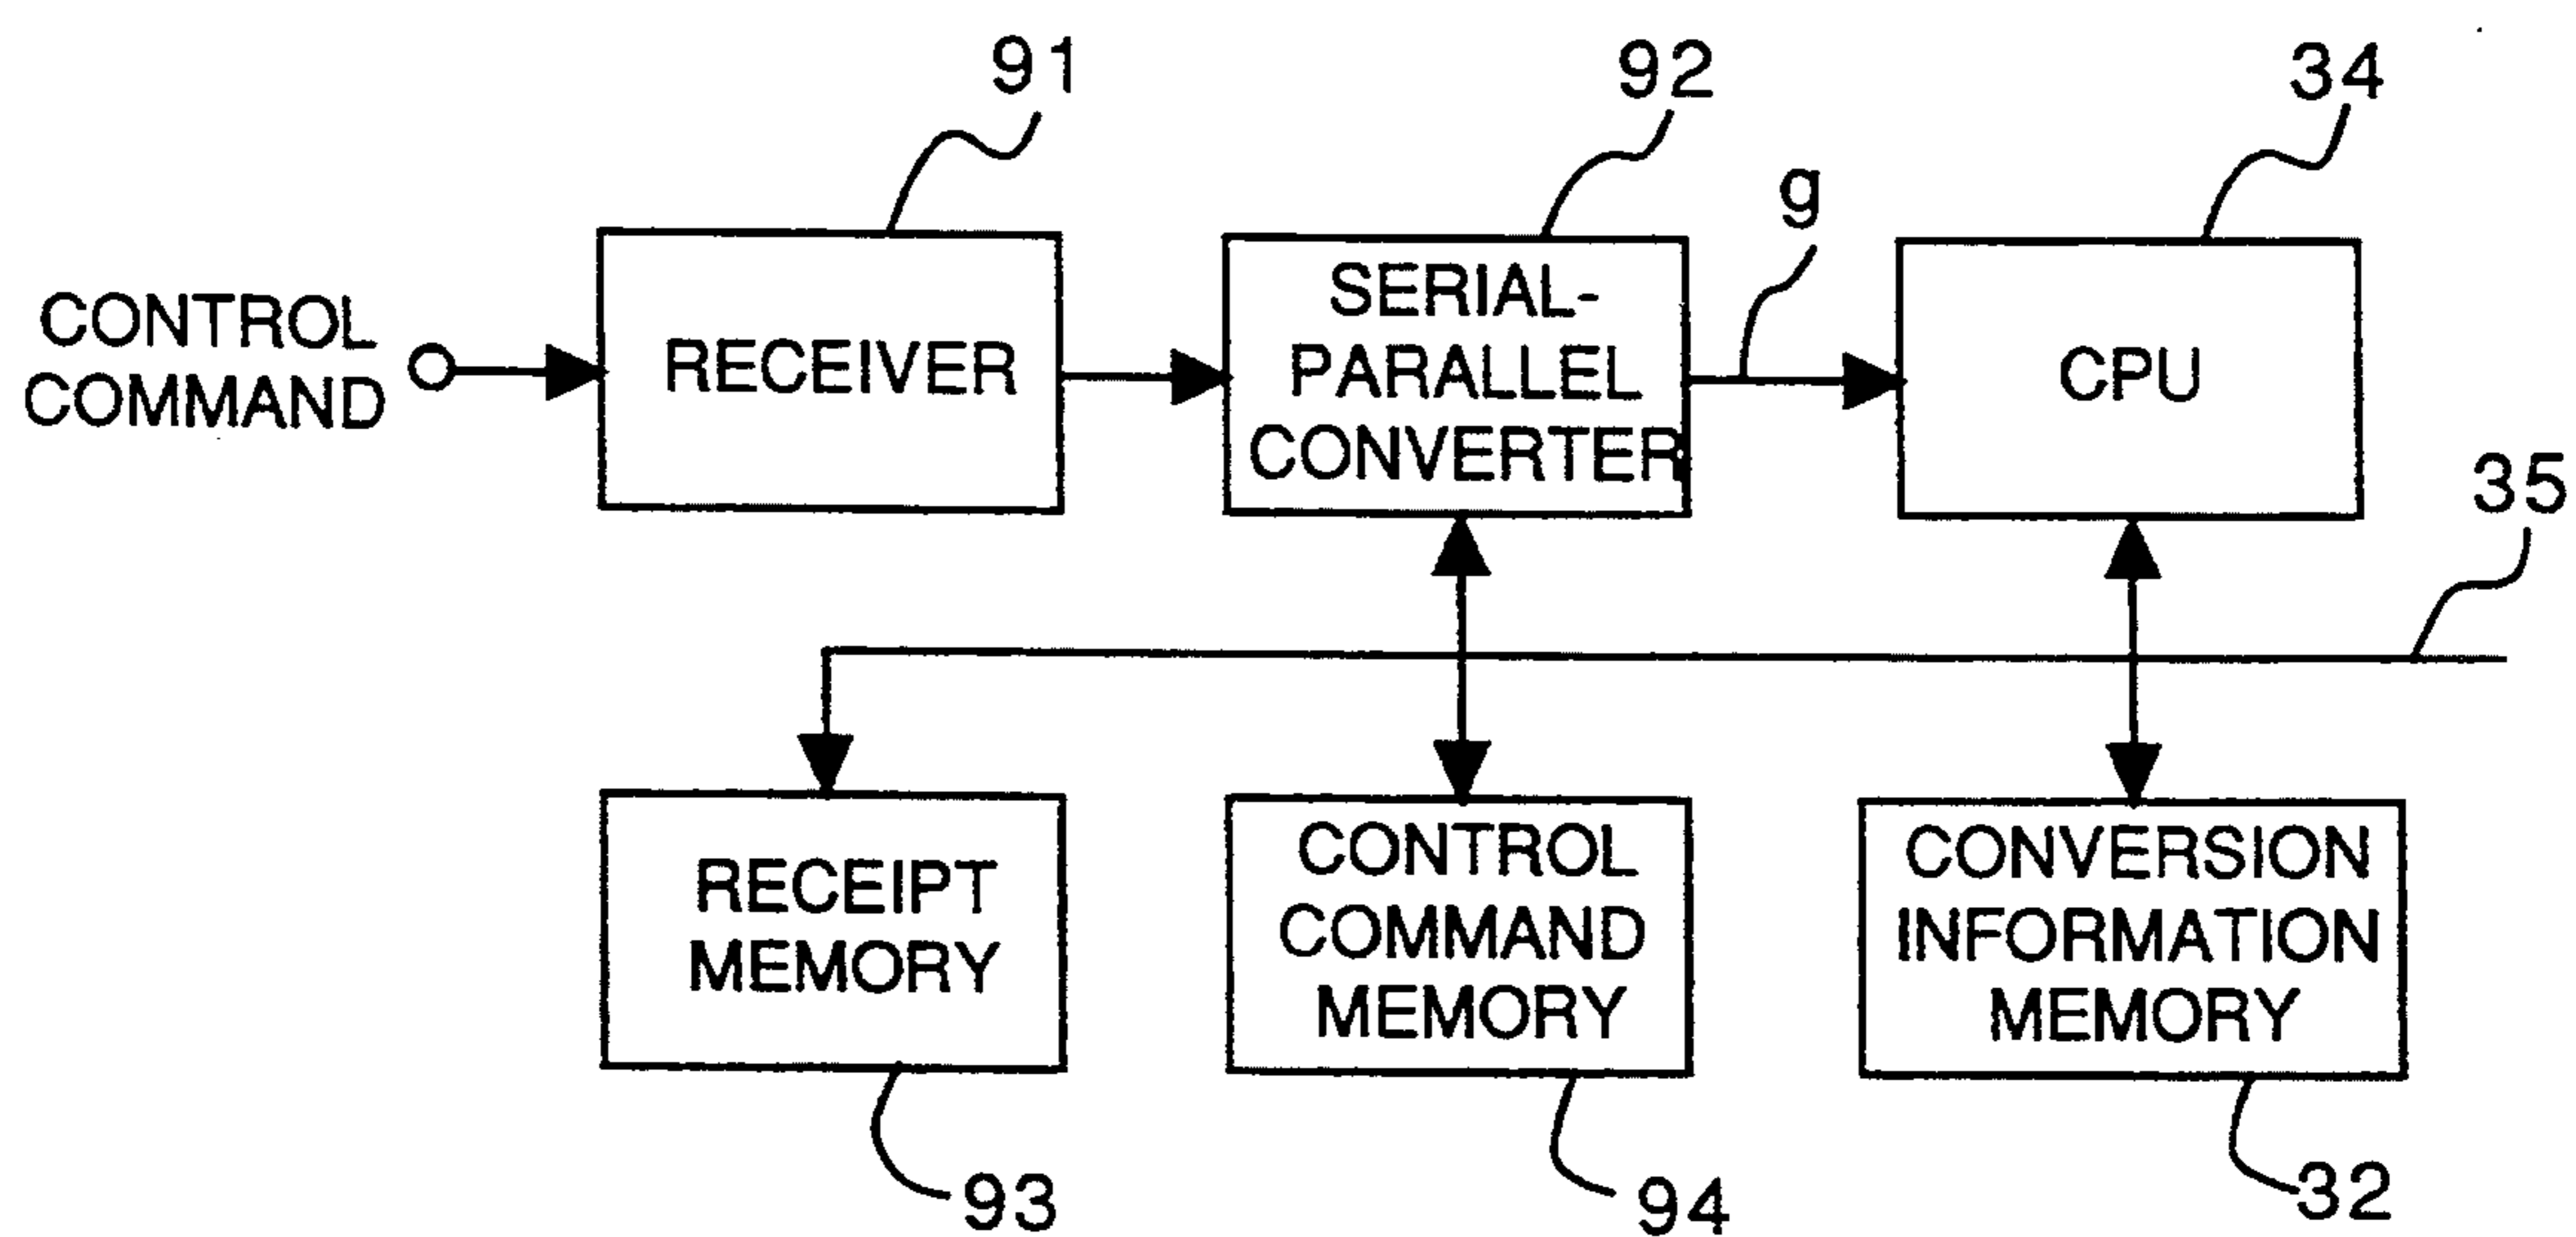 91
92
34
g
CONTROL
COMMAND
RECEIVER
SERIAL-
PARALLEL
CONVERTER
CPU
35
RECEIPT
MEMORY
CONTROL
COMMAND
MEMORY
CONVERSION
INFORMATION
MEMORY
93
94
32